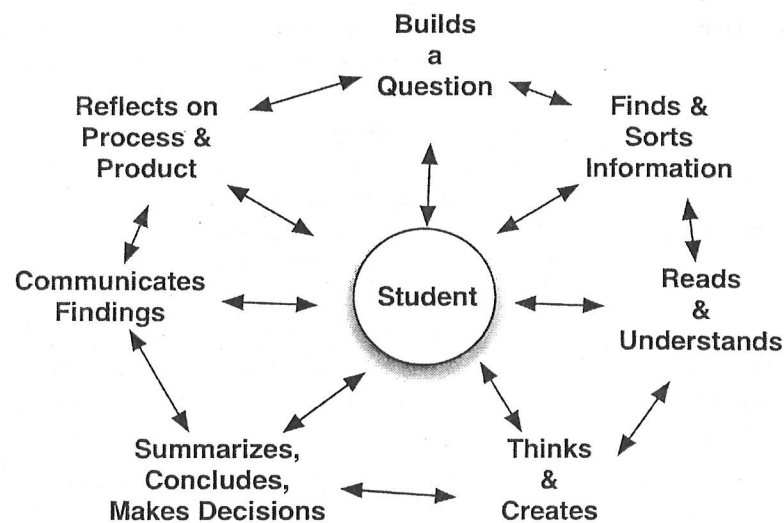 Builds
a
Question
Finds &
Sorts
Information
Reads
&
Understands
Thinks
&
Creates
Summarizes,
Concludes,
Makes Decisions
Communicates
Findings
Reflects on
Process &
Product
Student